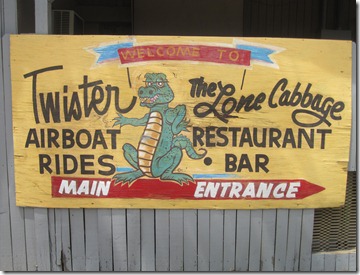 WELCOME TO
Twister
AIRBOAT
RIDES
The
Lone Cabbage
RESTAURANT
• BAR
MAIN ENTRANCE